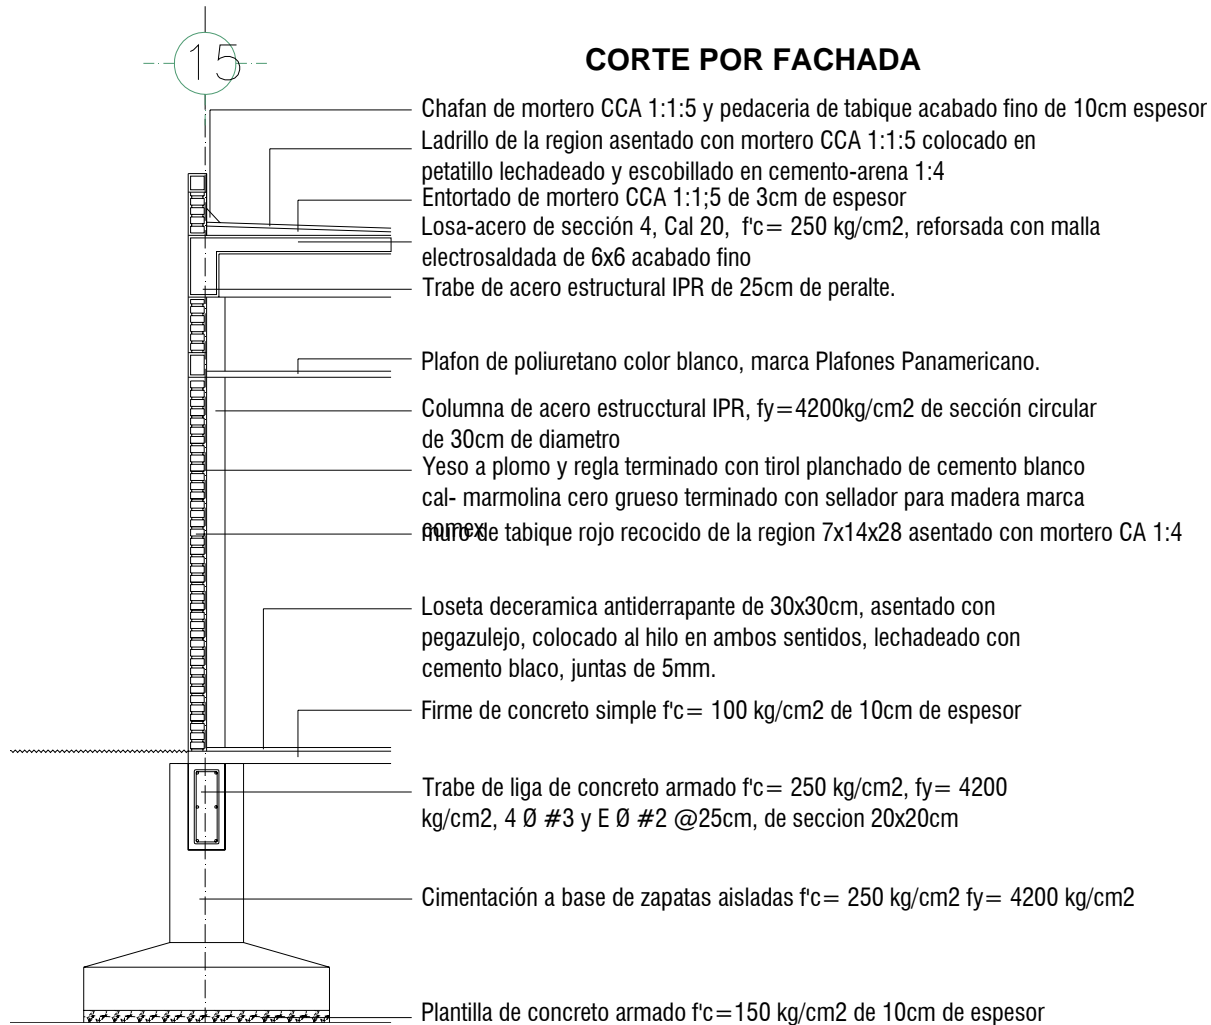 15
CORTE POR FACHADA
Chafan de mortero CCA 1:1:5 y pedaceria de tabique acabado fino de 10cm espesor
Ladrillo de la region asentado con mortero CCA 1:1:5 colocado en
petatillo lechadeado y escobillado en cemento-arena 1:4
Entortado de mortero CCA 1:1;5 de 3cm de espesor
Losa-acero de sección 4, Cal 20, f'c= 250 kg/cm2, reforsada con malla
electrosaldada de 6x6 acabado fino
Trabe de acero estructural IPR de 25cm de peralte.
Plafon de poliuretano color blanco, marca Plafones Panamericano.
Columna de acero estrucctural IPR, fy=4200kg/cm2 de sección circular
de 30cm de diametro
Yeso a plomo y regla terminado con tirol planchado de cemento blanco
cal- marmolina cero grueso terminado con sellador para madera marca
comex
muro de tabique rojo recocido de la region 7x14x28 asentado con mortero CA 1:4
Loseta deceramica antiderrapante de 30x30cm, asentado con
pegazulejo, colocado al hilo en ambos sentidos, lechadeado con
cemento blaco, juntas de 5mm.
Firme de concreto simple f'c= 100 kg/cm2 de 10cm de espesor
Trabe de liga de concreto armado f'c= 250 kg/cm2, fy= 4200
kg/cm2, 4 Ø #3 y E Ø #2 @25cm, de seccion 20x20cm
Cimentación a base de zapatas aisladas f'c= 250 kg/cm2 fy= 4200 kg/cm2
Plantilla de concreto armado f'c=150 kg/cm2 de 10cm de espesor